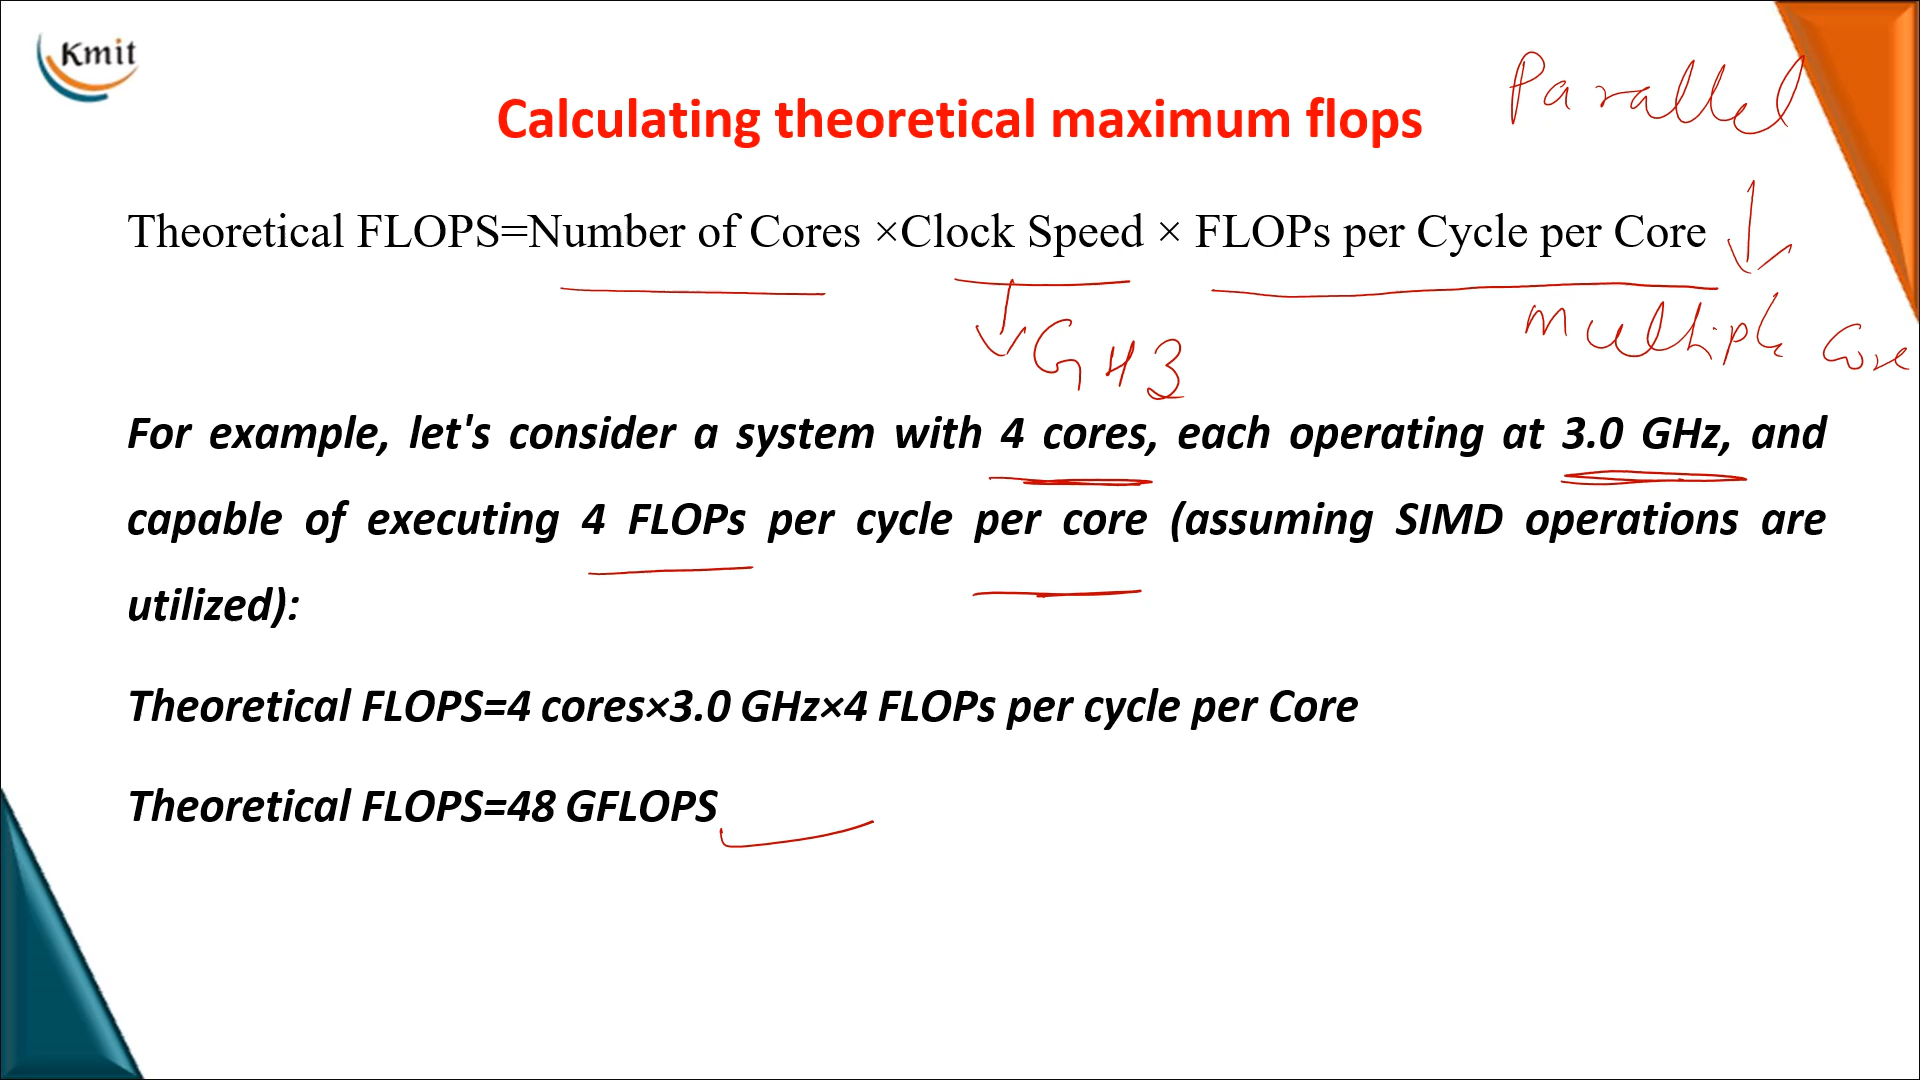 Kmit
Parallel
Calculating theoretical maximum flops
Theoretical FLOPS=Number of Cores ×Clock Speed × FLOPs per Cycle per Core
GHz
Multiple Core
For example, let's consider a system with 4 cores, each operating at 3.0 GHz, and
capable of executing 4 FLOPs per cycle per core (assuming SIMD operations are
utilized):
Theoretical FLOPS=4 cores×3.0 GHz×4 FLOPs per cycle per Core
Theoretical FLOPS=48 GFLOPS